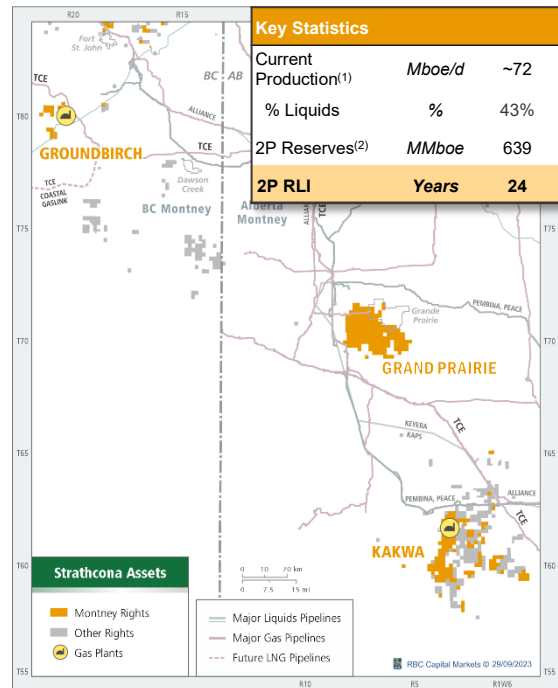 R20
R15
Key Statistics
Current Production(1) Mboe/d ~72
% Liquids % 43%
2P Reserves(2) MMboe 639
2P RLI Years 24
Fort
St. John
BC
AB
TCE
T80
ALLIANCE
TCE
GROUNDBIRCH
TCE
COASTAL
GASLINK
Dawson
Creek
BC Montney
Alberta
Montney
ALLIANCE
TCE
T75
T75
PEMBINA, PEACE
Grande
Prairie
T70
T70
GRAND PRAIRIE
KEYERA
KAPS
TCE
T65
T65
PEMBINA, PEACE
ALLIANCE
TCE
KAKWA
T60
T60
Strathcona Assets
Montney Rights
Other Rights
Gas Plants
0 10 20 km
0 7.5 15 mi
Major Liquids Pipelines
Major Gas Pipelines
Future LNG Pipelines
RBC Capital Markets © 29/09/2023
T55
T55
R10
R5
R1W6